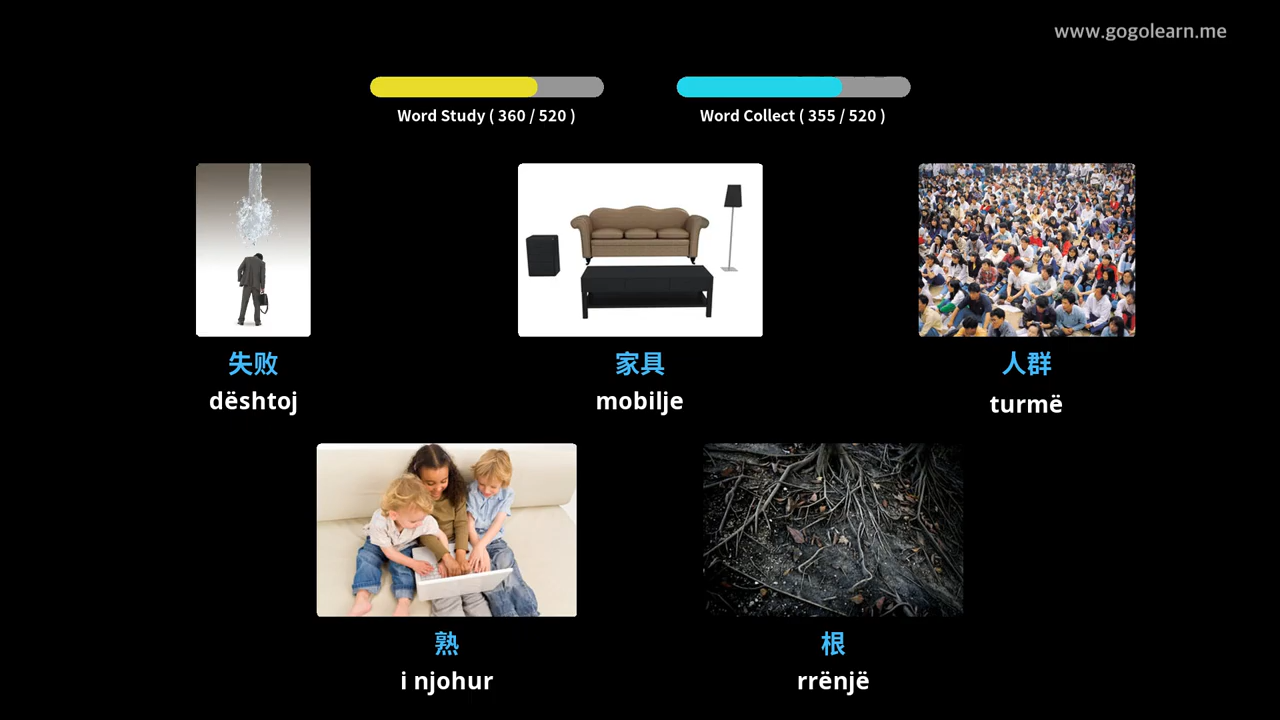 www.gogolearn.me
Word Study ( 360 / 520 )
Word Collect ( 355 / 520 )
失败
dështoj
家具
mobilje
人群
turmë
熟
i njohur
根
rrënjë